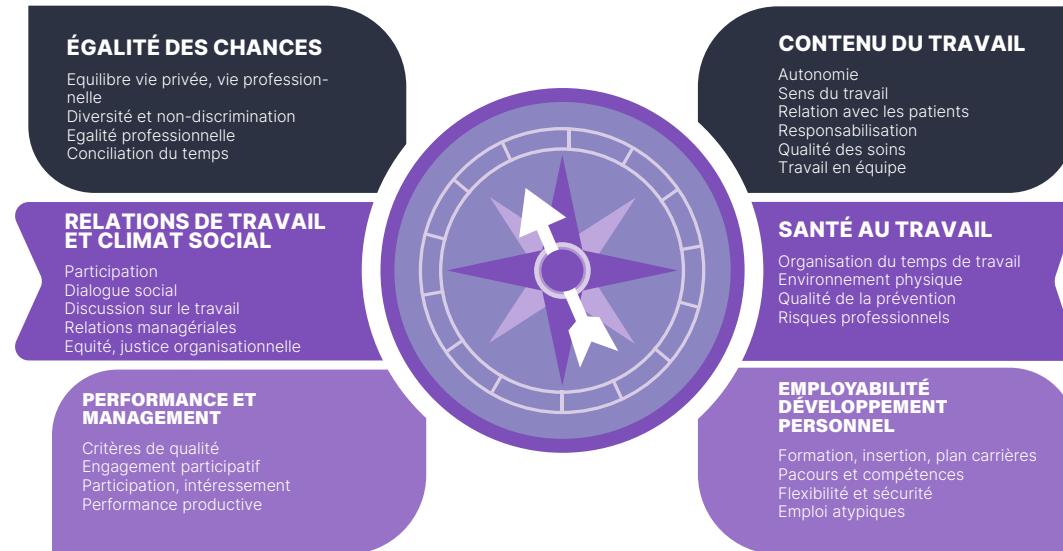 ÉGALITÉ DES CHANCES
Equilibre vie privée, vie profession-
nelle
Diversité et non-discrimination
Egalité professionnelle
Conciliation du temps
RELATIONS DE TRAVAIL
ET CLIMAT SOCIAL
Participation
Dialogue social
Discussion sur le travail
Relations managériales
Equité, justice organisationnelle
PERFORMANCE ET
MANAGEMENT
Critères de qualité
Engagement participatif
Participation, intéressement
Performance productive
CONTENU DU TRAVAIL
Autonomie
Sens du travail
Relation avec les patients
Responsabilisation
Qualité des soins
Travail en équipe
SANTÉ AU TRAVAIL
Organisation du temps de travail
Environnement physique
Qualité de la prévention
Risques professionnels
EMPLOYABILITÉ
DÉVELOPPEMENT
PERSONNEL
Formation, insertion, plan carrières
Pacours et compétences
Flexibilité et sécurité
Emploi atypiques